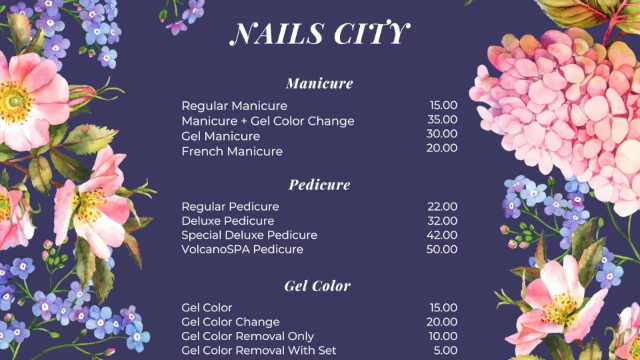 NAILS CITY
Manicure
Regular Manicure 15.00
Manicure + Gel Color Change 35.00
Gel Manicure 30.00
French Manicure 20.00
Pedicure
Regular Pedicure 22.00
Deluxe Pedicure 32.00
Special Deluxe Pedicure 42.00
VolcanoSPA Pedicure 50.00
Gel Color
Gel Color 15.00
Gel Color Change 20.00
Gel Color Removal Only 10.00
Gel Color Removal With Set 5.00